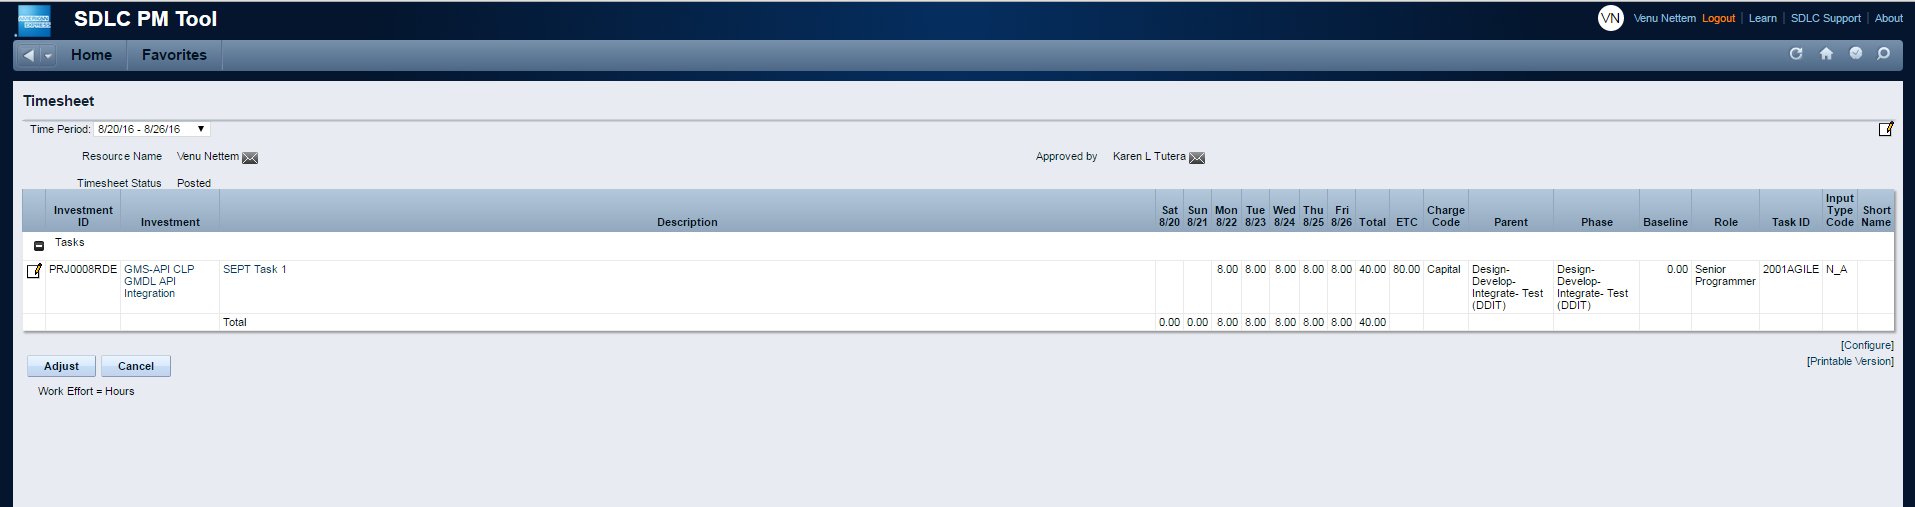 AMERICAN EXPRESS
SDLC PM Tool
VN Venu Nettem Logout Learn SDLC Support About
Home Favorites
Timesheet
Time Period: 8/20/16 - 8/26/16
Resource Name Venu Nettem Approved by Karen L Tutera
Timesheet Status Posted
Investment ID Investment Description Sat 8/20 Sun 8/21 Mon 8/22 Tue 8/23 Wed 8/24 Thu 8/25 Fri 8/26 Total ETC Charge Code Parent Phase Baseline Role Task ID Input Type Code Short Name
Tasks
PRJ0008RDE GMS-API CLP GMDL API Integration SEPT Task 1 8.00 8.00 8.00 8.00 8.00 40.00 80.00 Capital Design-Develop-Integrate- Test (DDIT) Design-Develop-Integrate- Test (DDIT) 0.00 Senior Programmer 2001AGILE N_A
Total 0.00 0.00 8.00 8.00 8.00 8.00 8.00 40.00
[Configure]
Adjust Cancel [Printable Version]
Work Effort = Hours